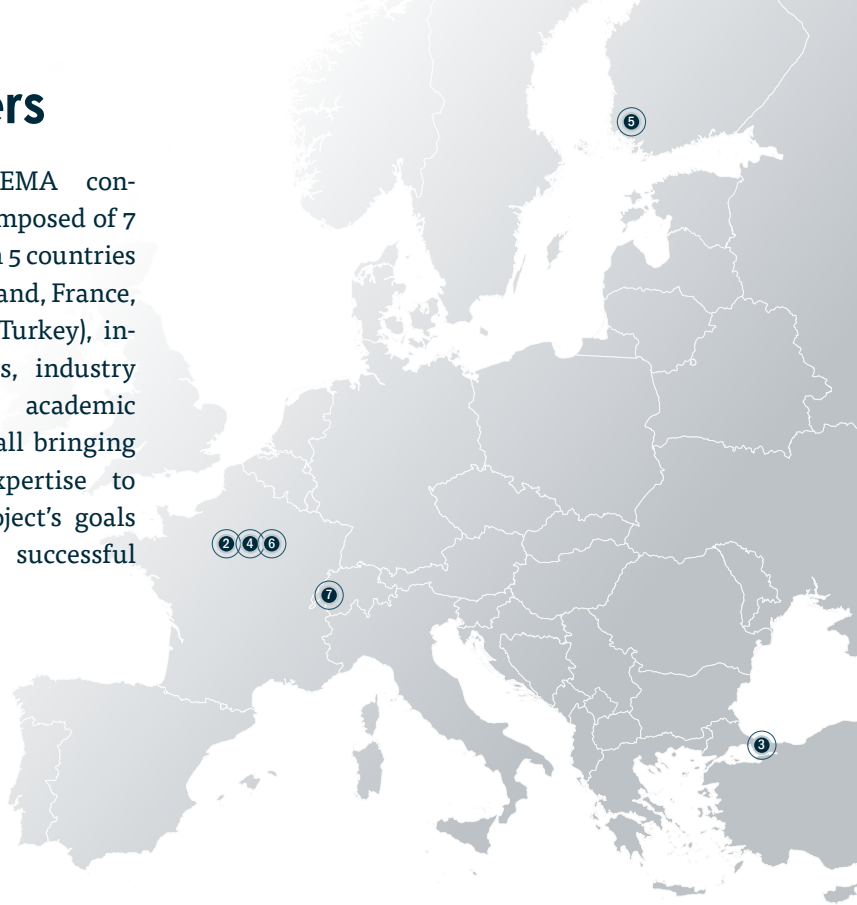 ers
EMA con-
mposed of 7
n 5 countries
and, France,
Turkey), in-
s, industry
academic
all bringing
xpertise to
oject's goals
successful
5
2 4 6
7
3